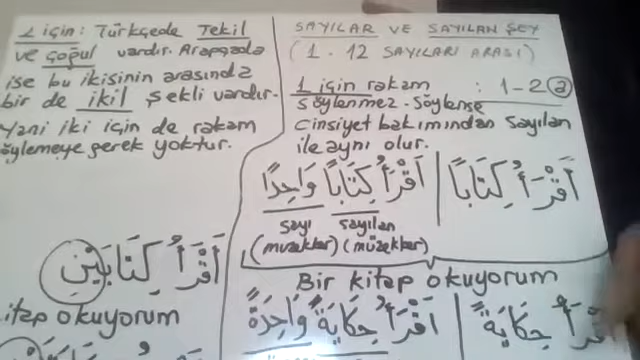 2 için: Türkçede Tekil
ve çoğul vardır. Arapçada
ise bu ikisinin arasında
bir de ikil şekli vardır.
Yani iki için de rakam
söylemeye gerek yoktur.
أَقْرَأُ كِتَابَيْنِ
itap okuyorum
SAYILAR VE SAYILAN ŞEY
(1 - 12 SAYILARI ARASI)
1 için rakam : 1-2
söylenmez. Söylense
cinsiyet bakımından sayılan
ile aynı olur.
أَقْرَأُ كِتَابًا
أَقْرَأُ كِتَابًا وَاحِدًا
sayı sayılan
(müzekker) (müzekker)
Bir kitap okuyorum
أَقْرَأُ حِكَايَةً
أَقْرَأُ حِكَايَةً وَاحِدَةً